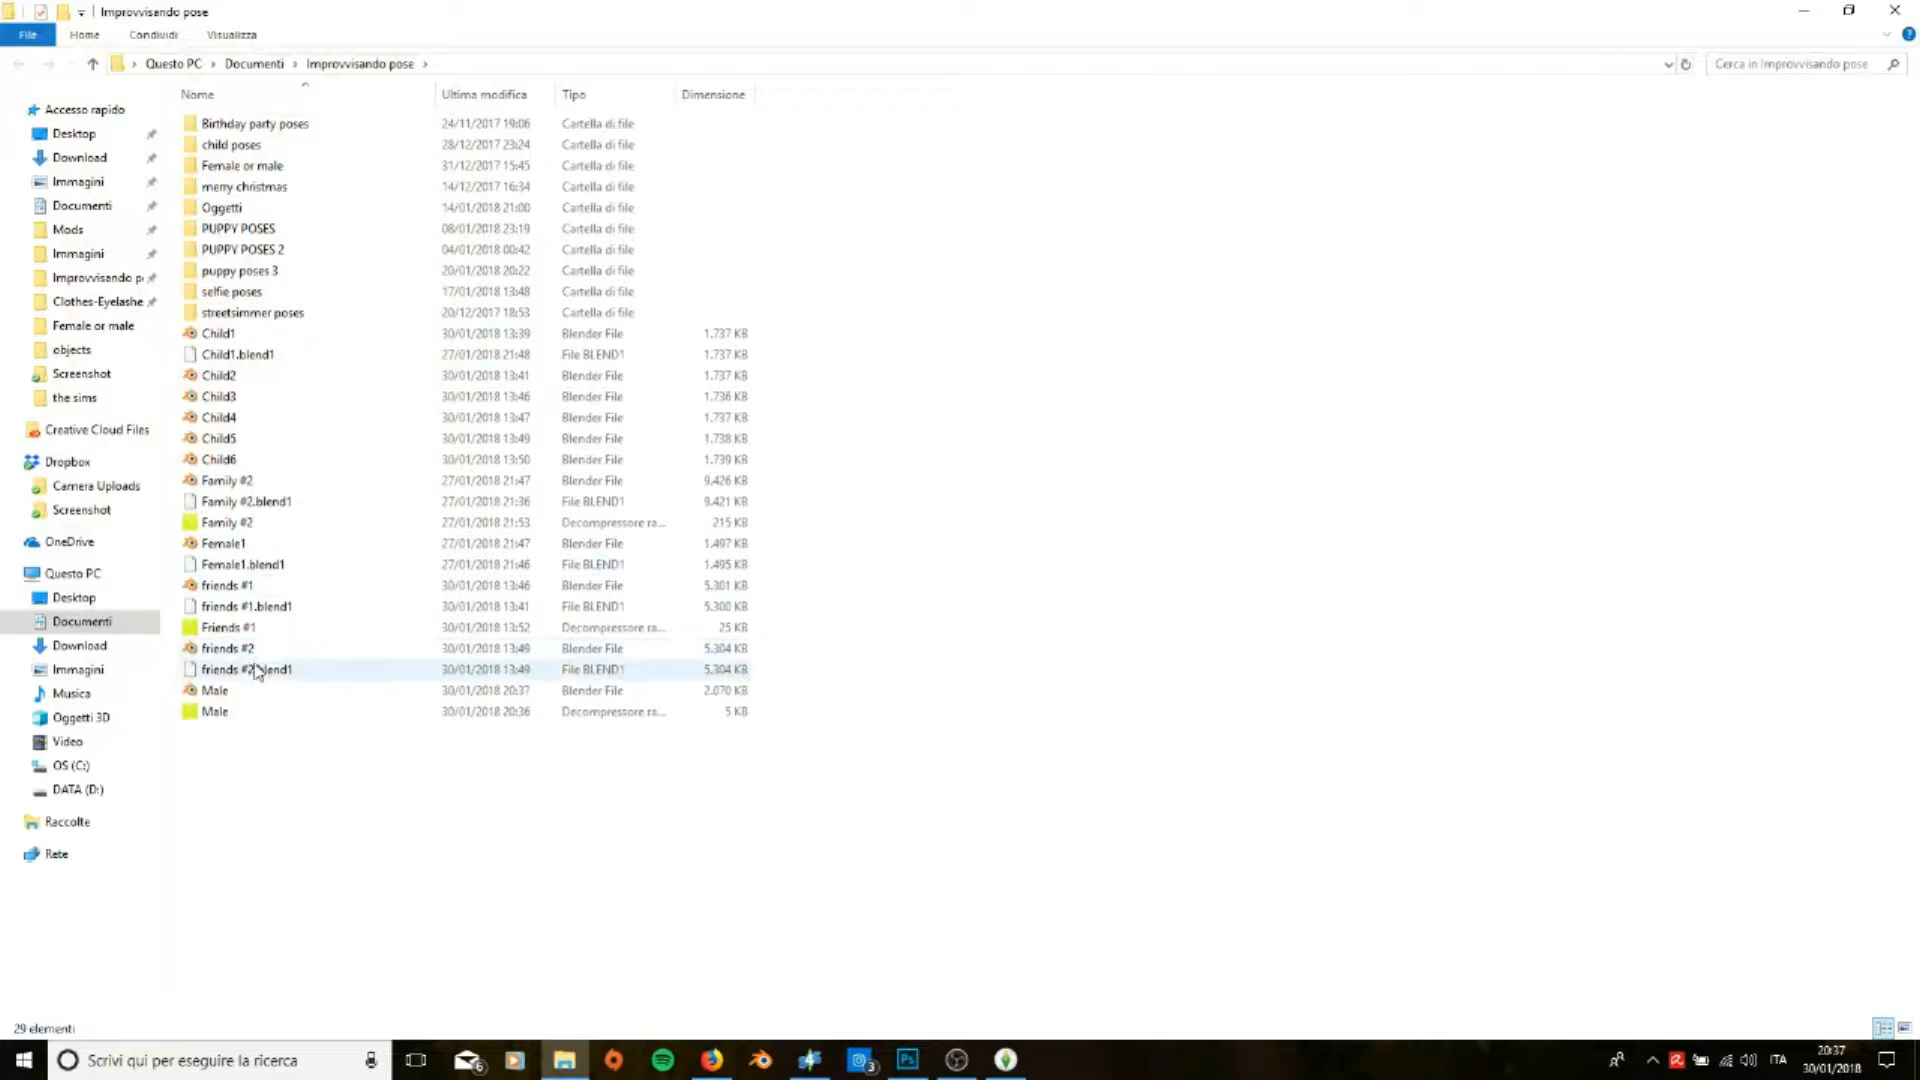 Improvvisando pose
File Home Condividi Visualizza
Questo PC Documenti Improvvisando pose Cerca in Improvvisando pose
Nome Ultima modifica Tipo Dimensione
Accesso rapido
Desktop
Download
Immagini
Documenti
Mods
Immagini
Improvvisando p
Clothes-Eyelashe
Female or male
objects
Screenshot
the sims
Creative Cloud Files
Dropbox
Camera Uploads
Screenshot
OneDrive
Questo PC
Desktop
Documenti
Download
Immagini
Musica
Oggetti 3D
Video
OS (C:)
DATA (D:)
Raccolte
Rete
Birthday party poses 24/11/2017 19:06 Cartella di file
child poses 28/12/2017 23:24 Cartella di file
Female or male 31/12/2017 15:45 Cartella di file
merry christmas 14/12/2017 16:34 Cartella di file
Oggetti 14/01/2018 21:00 Cartella di file
PUPPY POSES 08/01/2018 23:19 Cartella di file
PUPPY POSES 2 04/01/2018 00:42 Cartella di file
puppy poses 3 20/01/2018 20:22 Cartella di file
selfie poses 17/01/2018 13:48 Cartella di file
streetsimmer poses 20/12/2017 18:53 Cartella di file
Child1 30/01/2018 13:39 Blender File 1.737 KB
Child1.blend1 27/01/2018 21:48 File BLEND1 1.737 KB
Child2 30/01/2018 13:41 Blender File 1.737 KB
Child3 30/01/2018 13:46 Blender File 1.736 KB
Child4 30/01/2018 13:47 Blender File 1.737 KB
Child5 30/01/2018 13:49 Blender File 1.738 KB
Child6 30/01/2018 13:50 Blender File 1.739 KB
Family #2 27/01/2018 21:47 Blender File 9.426 KB
Family #2.blend1 27/01/2018 21:36 File BLEND1 9.421 KB
Family #2 27/01/2018 21:53 Decompressore ra... 215 KB
Female1 27/01/2018 21:47 Blender File 1.497 KB
Female1.blend1 27/01/2018 21:46 File BLEND1 1.495 KB
friends #1 30/01/2018 13:46 Blender File 5.301 KB
friends #1.blend1 30/01/2018 13:41 File BLEND1 5.300 KB
Friends #1 30/01/2018 13:52 Decompressore ra... 25 KB
friends #2 30/01/2018 13:49 Blender File 5.304 KB
friends #2.blend1 30/01/2018 13:49 File BLEND1 5.304 KB
Male 30/01/2018 20:37 Blender File 2.070 KB
Male 30/01/2018 20:36 Decompressore ra... 5 KB
29 elementi
Scrivi qui per eseguire la ricerca 6 3 Ps ITA 20:37
30/01/2018